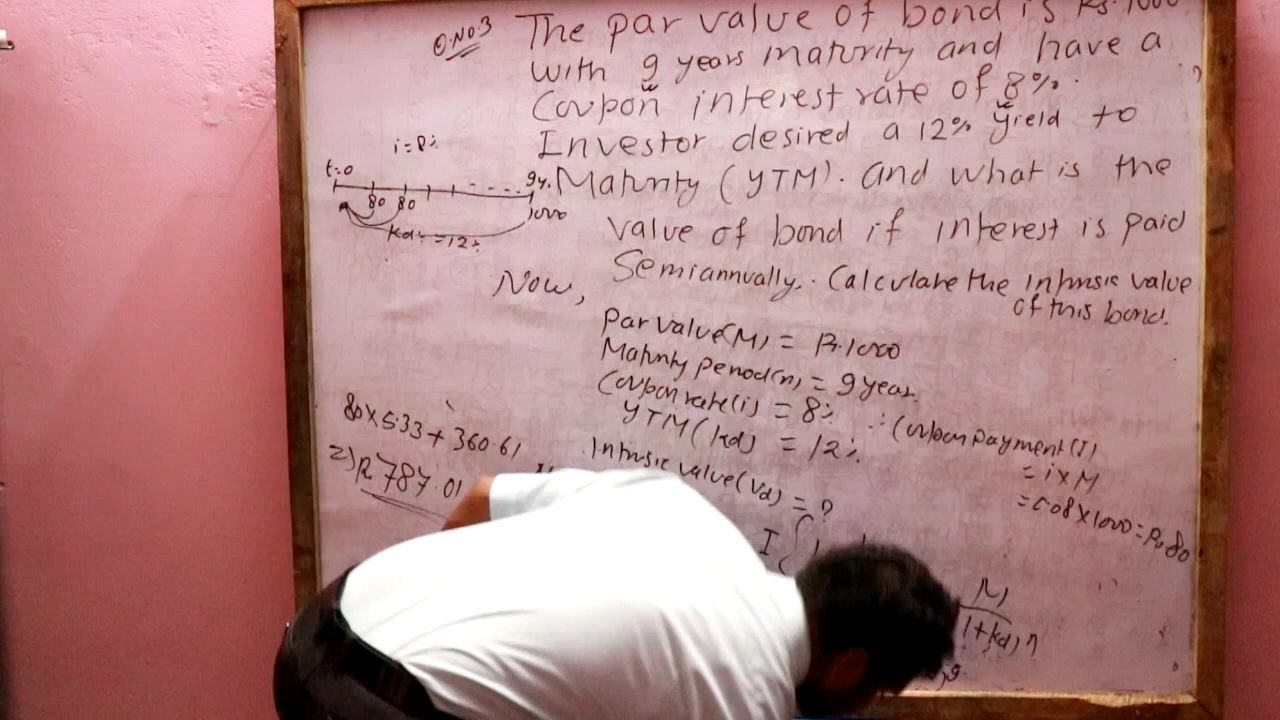 Q.NO.3 The par value of bond is Rs.1000
with 9 years maturity and have a
Coupon interest rate of 8%.
Investor desired a 12% yield to
Maturity (YTM). and what is the
value of bond if interest is paid
Semiannually. Calculate the intrinsic value
of this bond.
i=8%
t=0
9y.
80 80
1000
kd = 12%
Now,
Par value(M) = Rs.1000
Maturity period(n) = 9 year.
Coupon rate(i) = 8%
YTM(kd) = 12%
∴ Coupon payment(I)
= i×M
= 0.08×1000 = Rs.80
Intrinsic value(Vd) = ?
I
M
1+kd)n
80×5.33+360.61
787.01